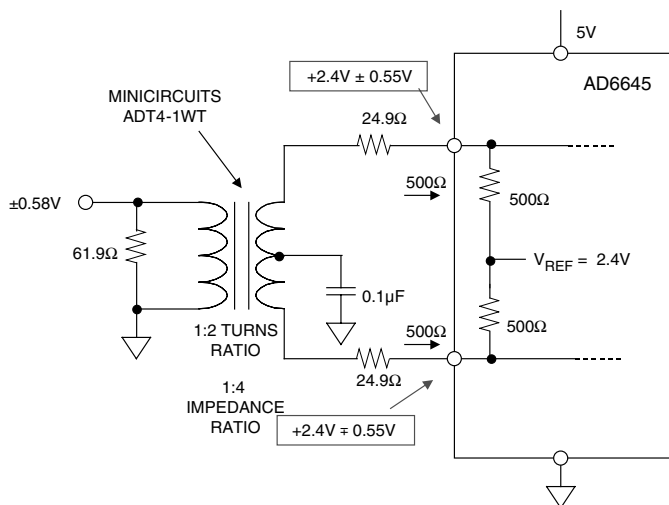 5V
+2.4V ± 0.55V
AD6645
MINICIRCUITS
ADT4-1WT
24.9Ω
±0.58V
500Ω
500Ω
61.9Ω
V_REF = 2.4V
0.1µF
1:2 TURNS
RATIO
500Ω
500Ω
24.9Ω
1:4
IMPEDANCE
RATIO
+2.4V ∓ 0.55V